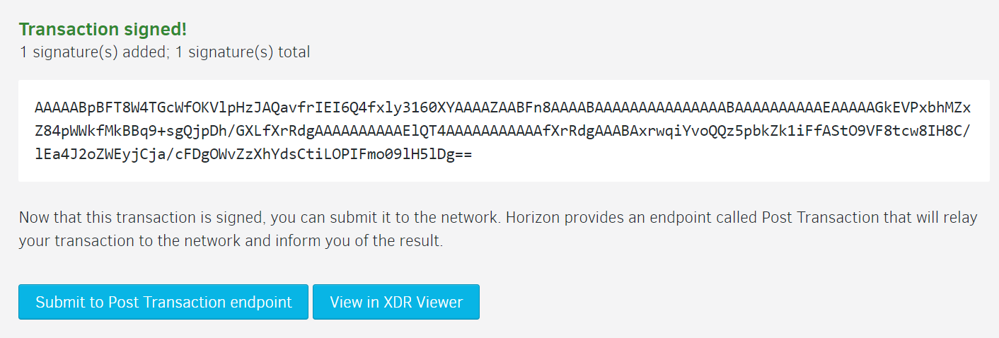 Transaction signed!
1 signature(s) added; 1 signature(s) total
AAAAABpBFT8W4TGcWfOKVlpHzJAQavfrIEI6Q4fxly3160XYAAAAZAABFn8AAAABAAAAAAAAAAAAAAABAAAAAAAAAAEAAAAAGkEVPxbhMZx
Z84pWWkfMkBBq9+sgQjpDh/GXLfXrRdgAAAAAAAAAAElQT4AAAAAAAAAAAfXrRdgAAABAxrwqiYvoQQz5pbkZk1iFfAStO9VF8tcw8IH8C/
lEa4J2oZWEyjCja/cFDgOWvZzXhYdsCtiLOPIFmo09lH5lDg==
Now that this transaction is signed, you can submit it to the network. Horizon provides an endpoint called Post Transaction that will relay
your transaction to the network and inform you of the result.
Submit to Post Transaction endpoint View in XDR Viewer